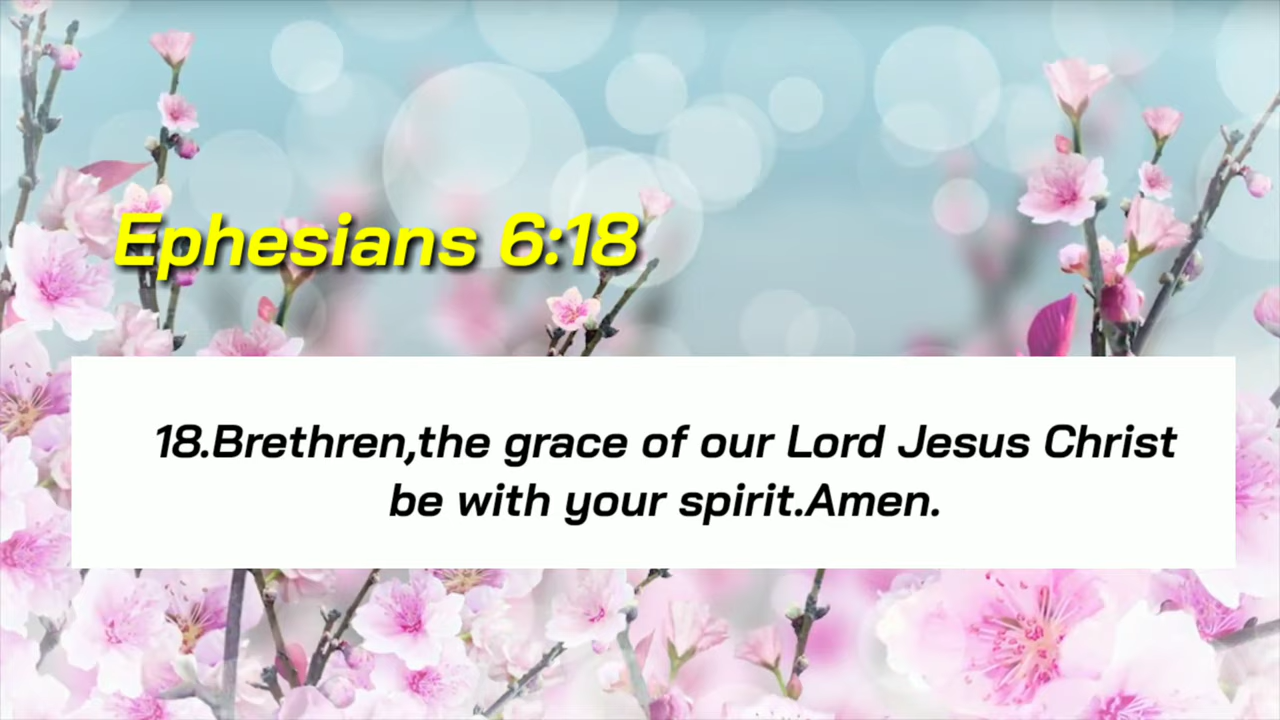 Ephesians 6:18
18.Brethren,the grace of our Lord Jesus Christ
be with your spirit.Amen.